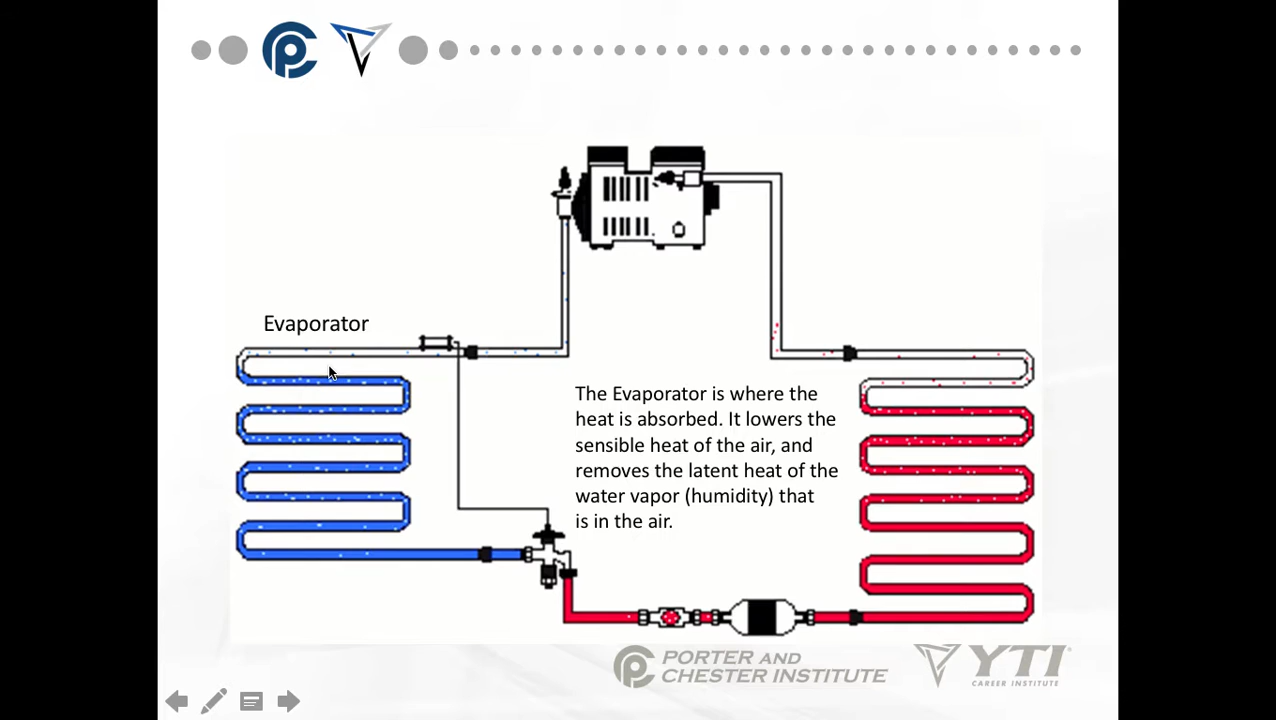 Evaporator
The Evaporator is where the
heat is absorbed. It lowers the
sensible heat of the air, and
removes the latent heat of the
water vapor (humidity) that
is in the air.
PORTER AND
CHESTER INSTITUTE
YTI
CAREER INSTITUTE